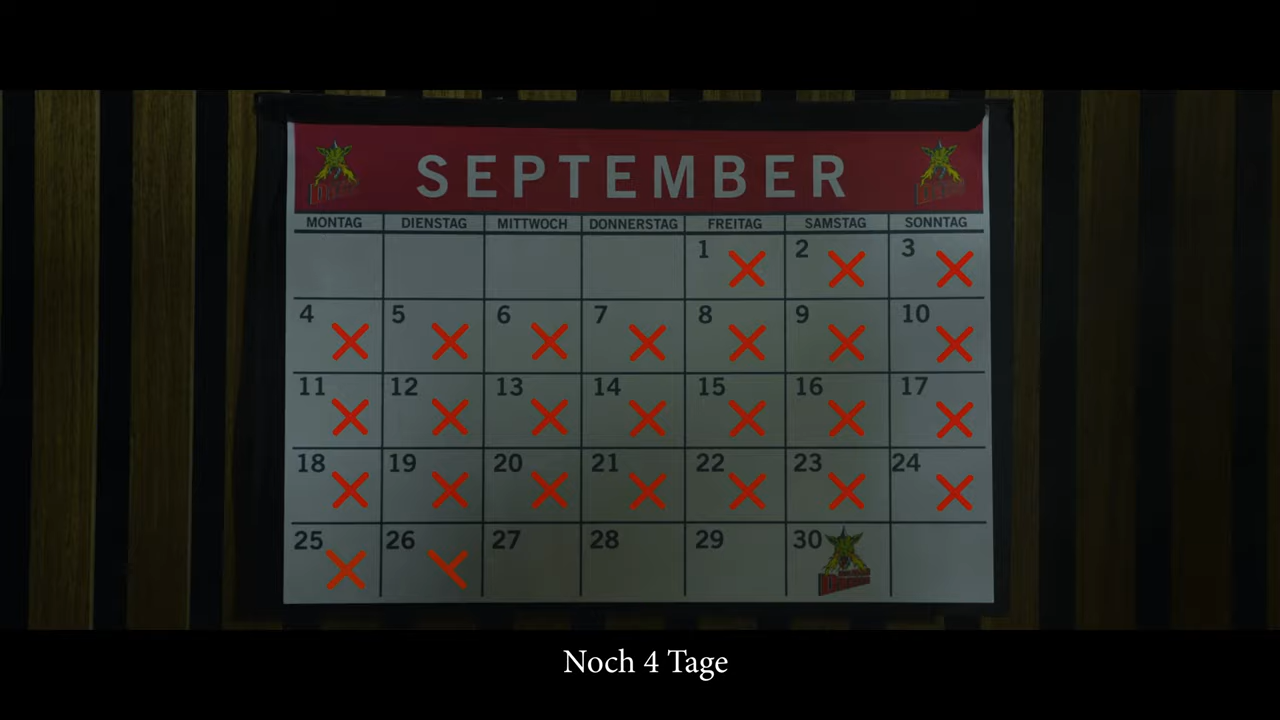 SEPTEMBER
MONTAG DIENSTAG MITTWOCH DONNERSTAG FREITAG SAMSTAG SONNTAG
1 2 3
4 5 6 7 8 9 10
11 12 13 14 15 16 17
18 19 20 21 22 23 24
25 26 27 28 29 30
Noch 4 Tage